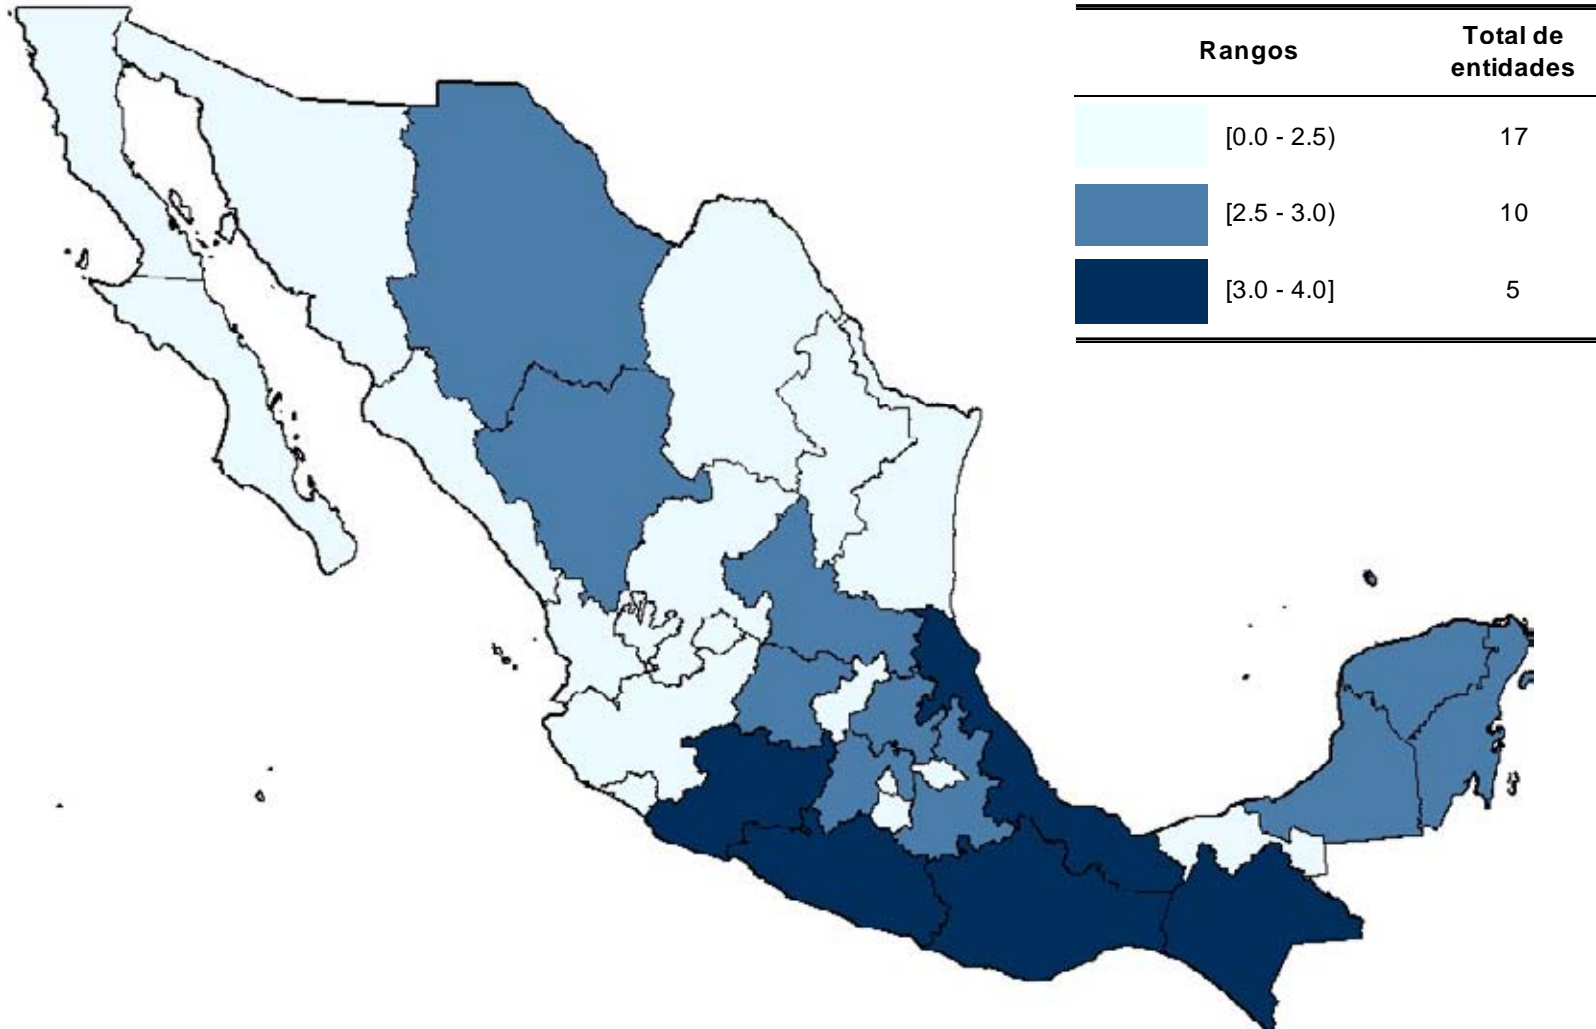 Rangos
Total de
entidades
[0.0 - 2.5) 17
[2.5 - 3.0) 10
[3.0 - 4.0] 5